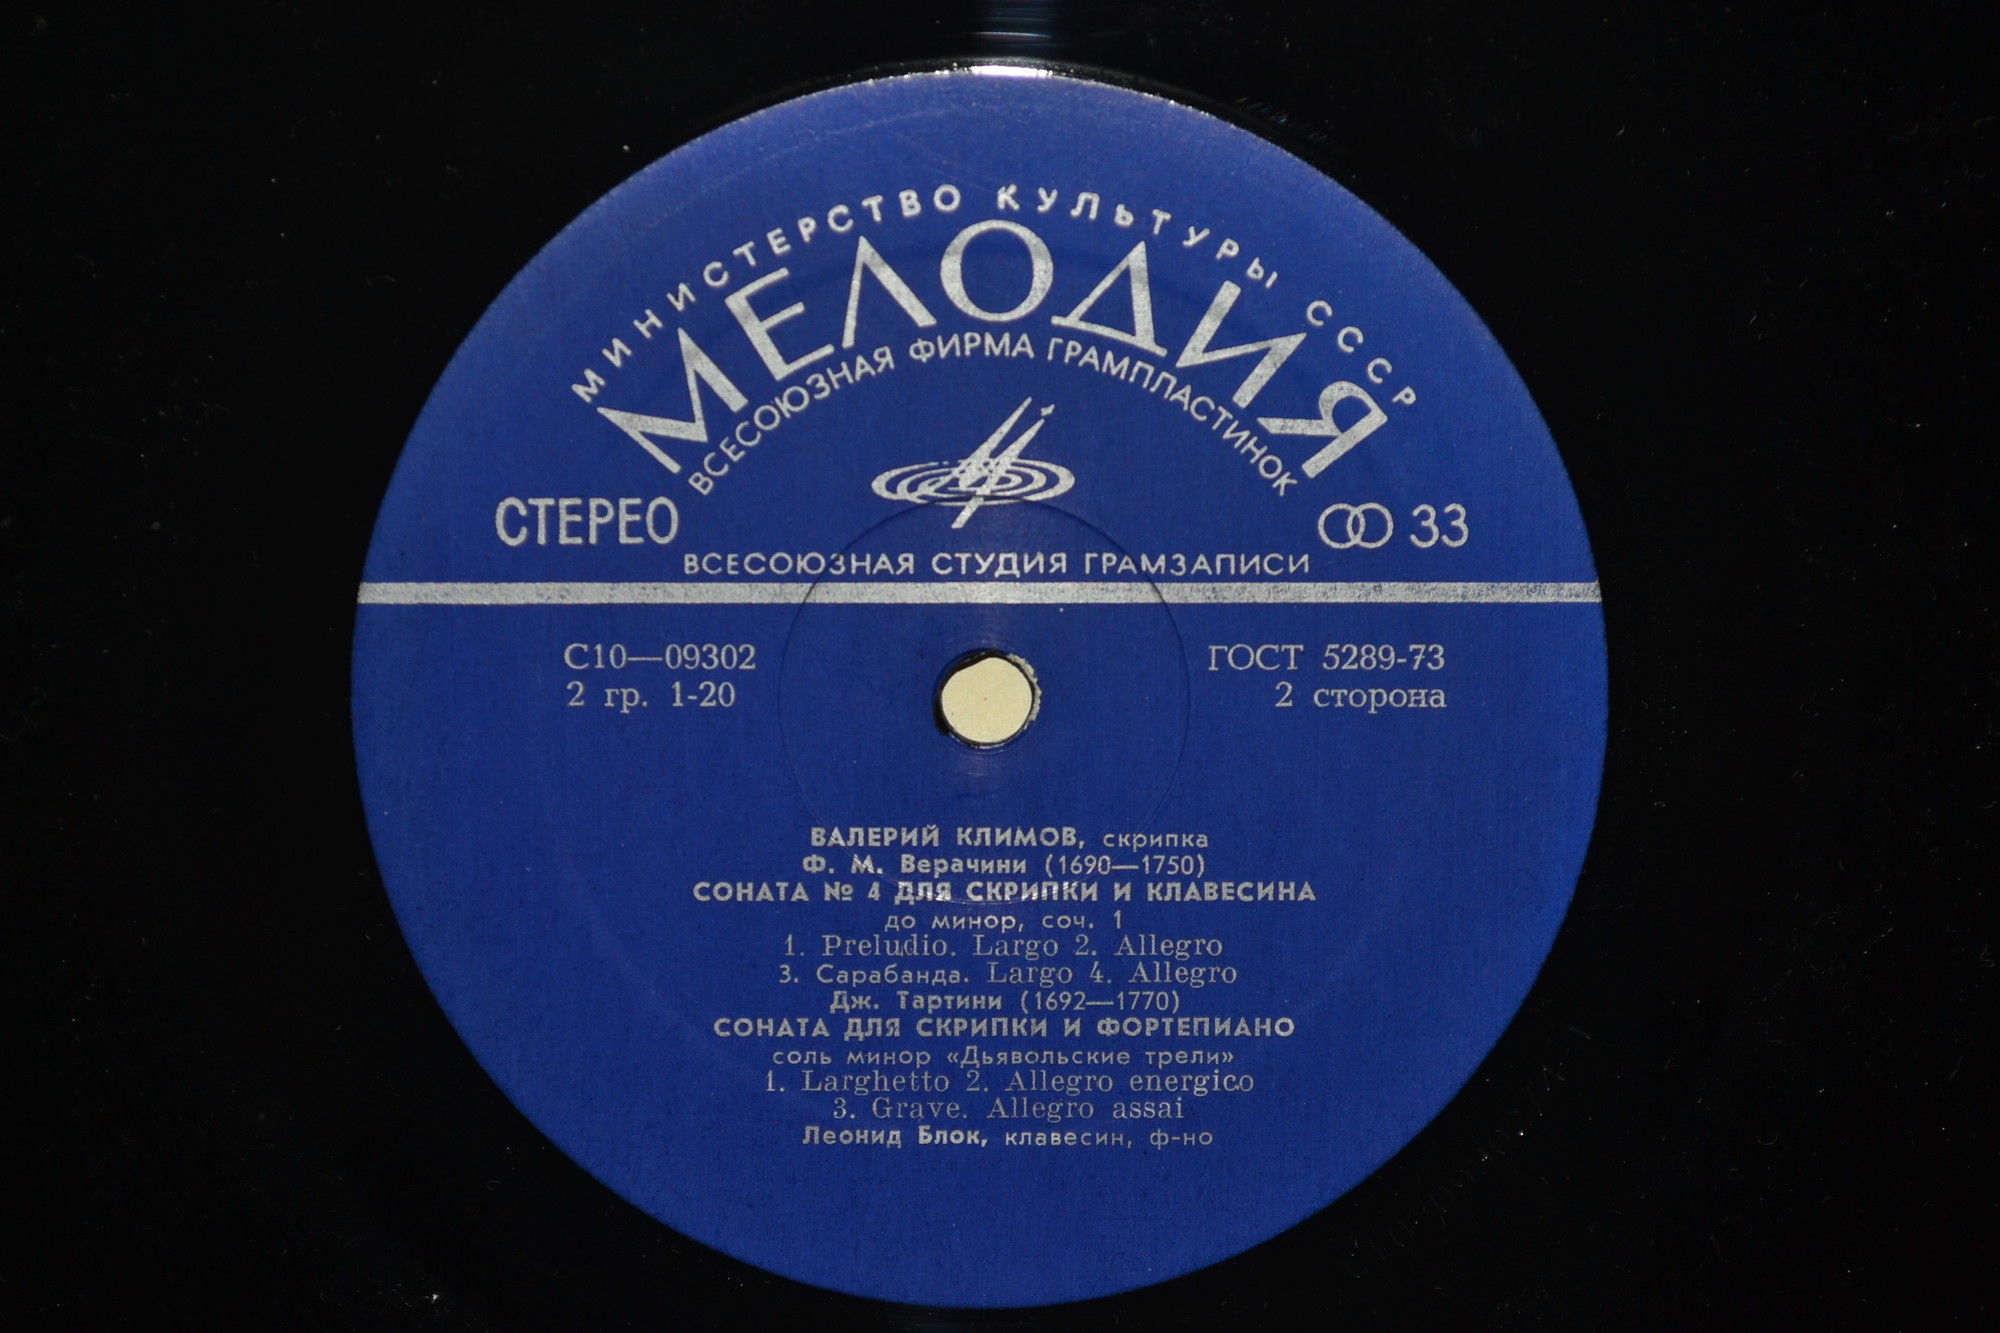 МИНИСТЕРСТВО КУЛЬТУРЫ СССР
МЕЛОДИЯ
ВСЕСОЮЗНАЯ ФИРМА ГРАМПЛАСТИНОК
СТЕРЕО
33
ВСЕСОЮЗНАЯ СТУДИЯ ГРАМЗАПИСИ
С10—09302
ГОСТ 5289-73
2 гр. 1-20
2 сторона
ВАЛЕРИЙ КЛИМОВ, скрипка
Ф. М. Верачини (1690—1750)
СОНАТА № 4 ДЛЯ СКРИПКИ И КЛАВЕСИНА
до минор, соч. 1
1. Preludio. Largo 2. Allegro
3. Сарабанда. Largo 4. Allegro
Дж. Тартини (1692—1770)
СОНАТА ДЛЯ СКРИПКИ И ФОРТЕПИАНО
соль минор «Дьявольские трели»
1. Larghetto 2. Allegro energico
3. Grave. Allegro assai
Леонид Блок, клавесин, ф-но